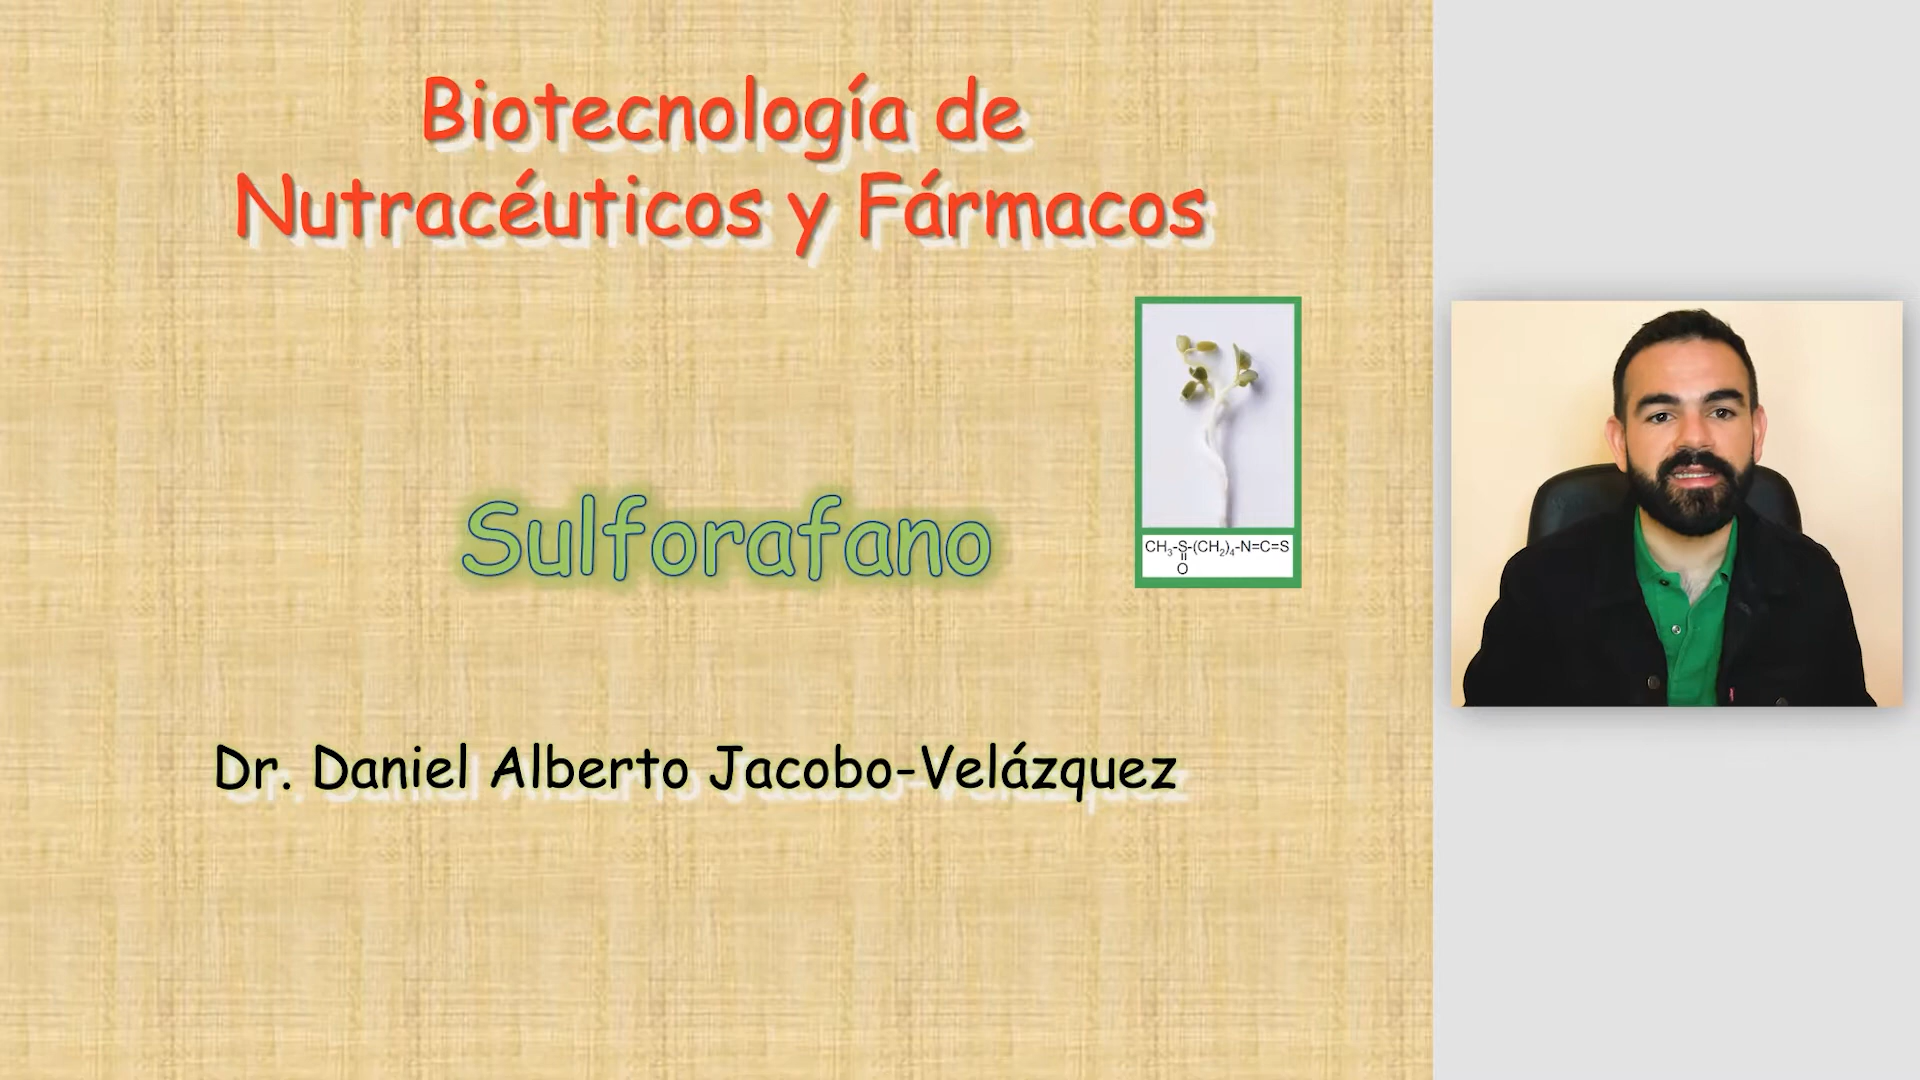 Biotecnología de
Nutracéuticos y Fármacos
Sulforafano
CH₃-S-(CH₂)₄-N=C=S
O
Dr. Daniel Alberto Jacobo-Velázquez